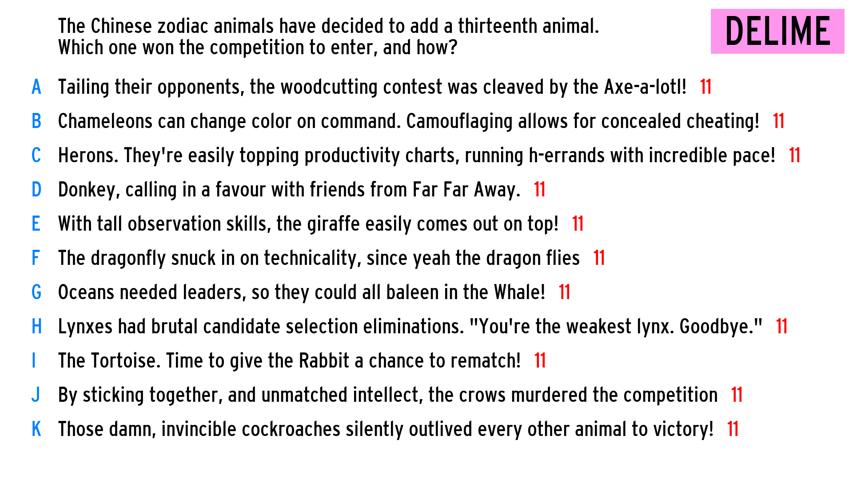 The Chinese zodiac animals have decided to add a thirteenth animal.
Which one won the competition to enter, and how?
DELIME
A Tailing their opponents, the woodcutting contest was cleaved by the Axe-a-lotl! 11
B Chameleons can change color on command. Camouflaging allows for concealed cheating! 11
C Herons. They're easily topping productivity charts, running h-errands with incredible pace! 11
D Donkey, calling in a favour with friends from Far Far Away. 11
E With tall observation skills, the giraffe easily comes out on top! 11
F The dragonfly snuck in on technicality, since yeah the dragon flies 11
G Oceans needed leaders, so they could all baleen in the Whale! 11
H Lynxes had brutal candidate selection eliminations. "You're the weakest lynx. Goodbye." 11
I The Tortoise. Time to give the Rabbit a chance to rematch! 11
J By sticking together, and unmatched intellect, the crows murdered the competition 11
K Those damn, invincible cockroaches silently outlived every other animal to victory! 11